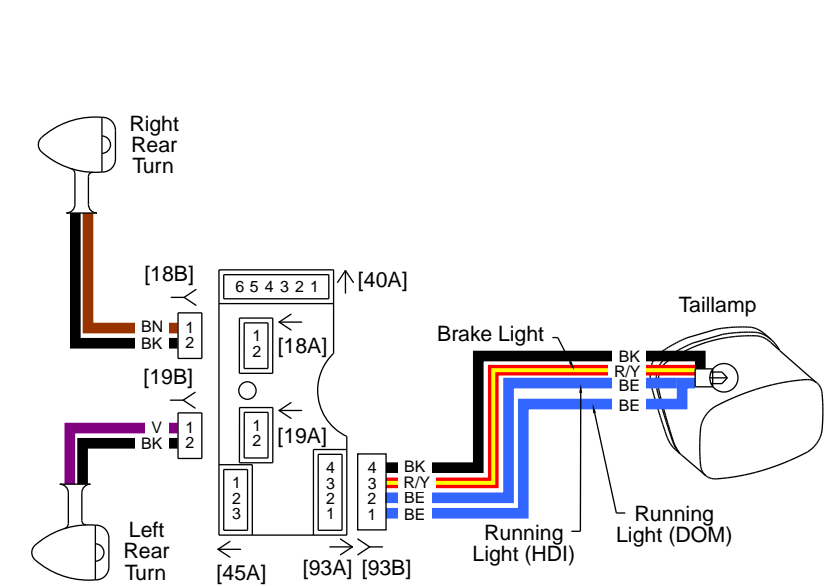 Right
Rear
Turn
[18B]
BN 1
BK 2
[19B]
V 1
BK 2
Left
Rear
Turn
6 5 4 3 2 1
[40A]
1
2
[18A]
1
2
[19A]
1
2
3
[45A]
4
3
2
1
[93A]
4 BK
3 R/Y
2 BE
1 BE
[93B]
Brake Light
Taillamp
BK
R/Y
BE
BE
Running
Light (HDI)
Running
Light (DOM)